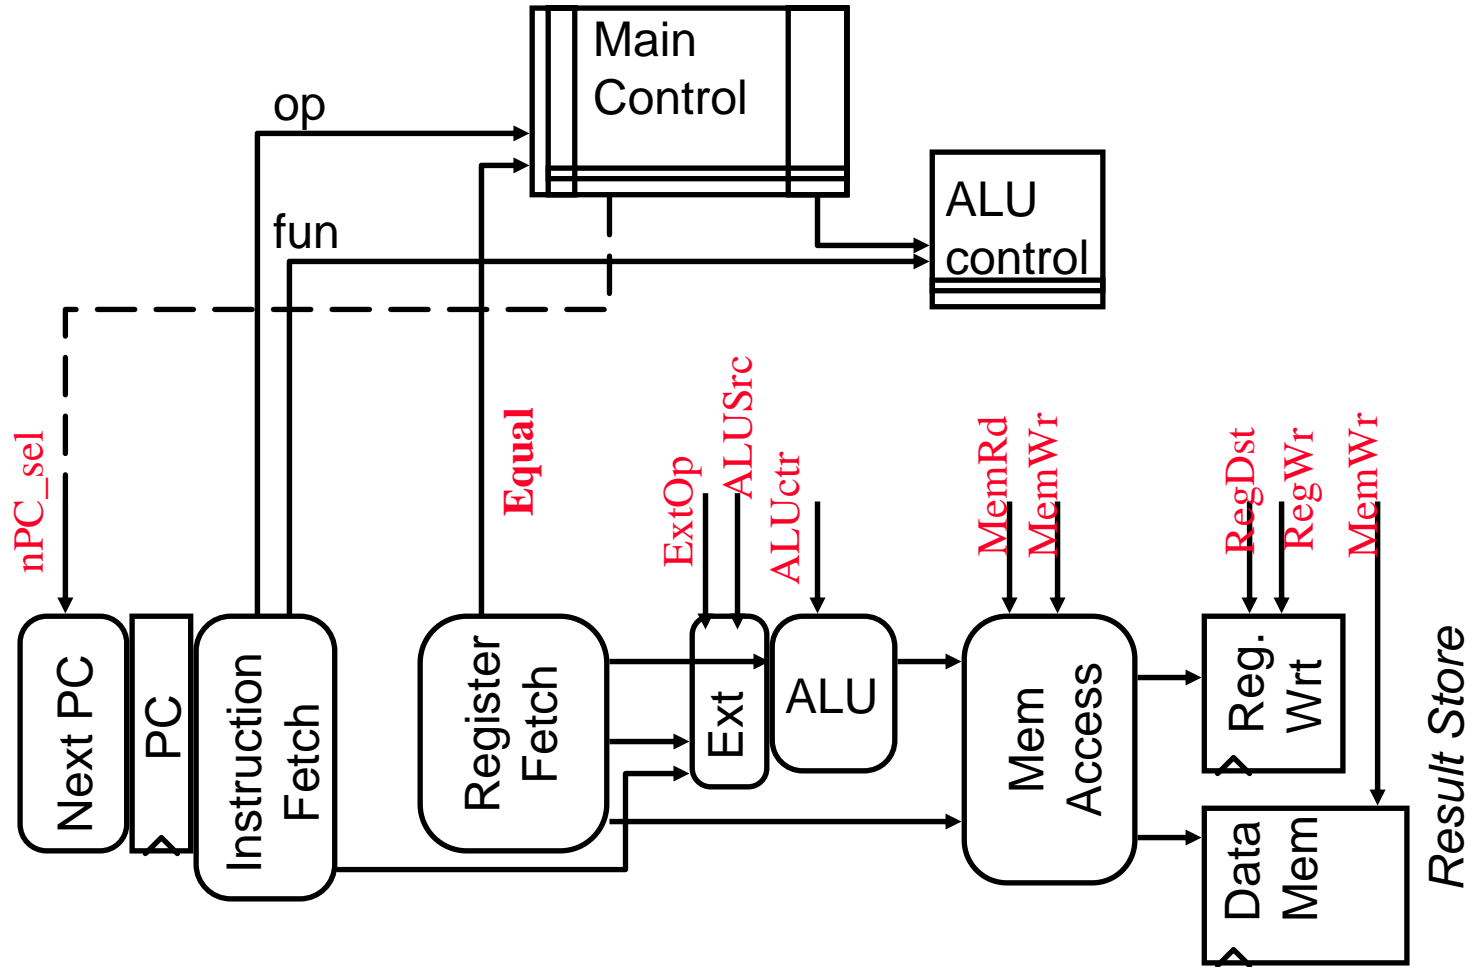 Main
Control
op
ALU
control
fun
nPC_sel
Equal
ExtOp
ALUSrc
ALUctr
MemRd
MemWr
RegDst
RegWr
MemWr
Next PC
PC
Instruction
Fetch
Register
Fetch
Ext
ALU
Mem
Access
Reg.
Wrt
Data
Mem
Result Store